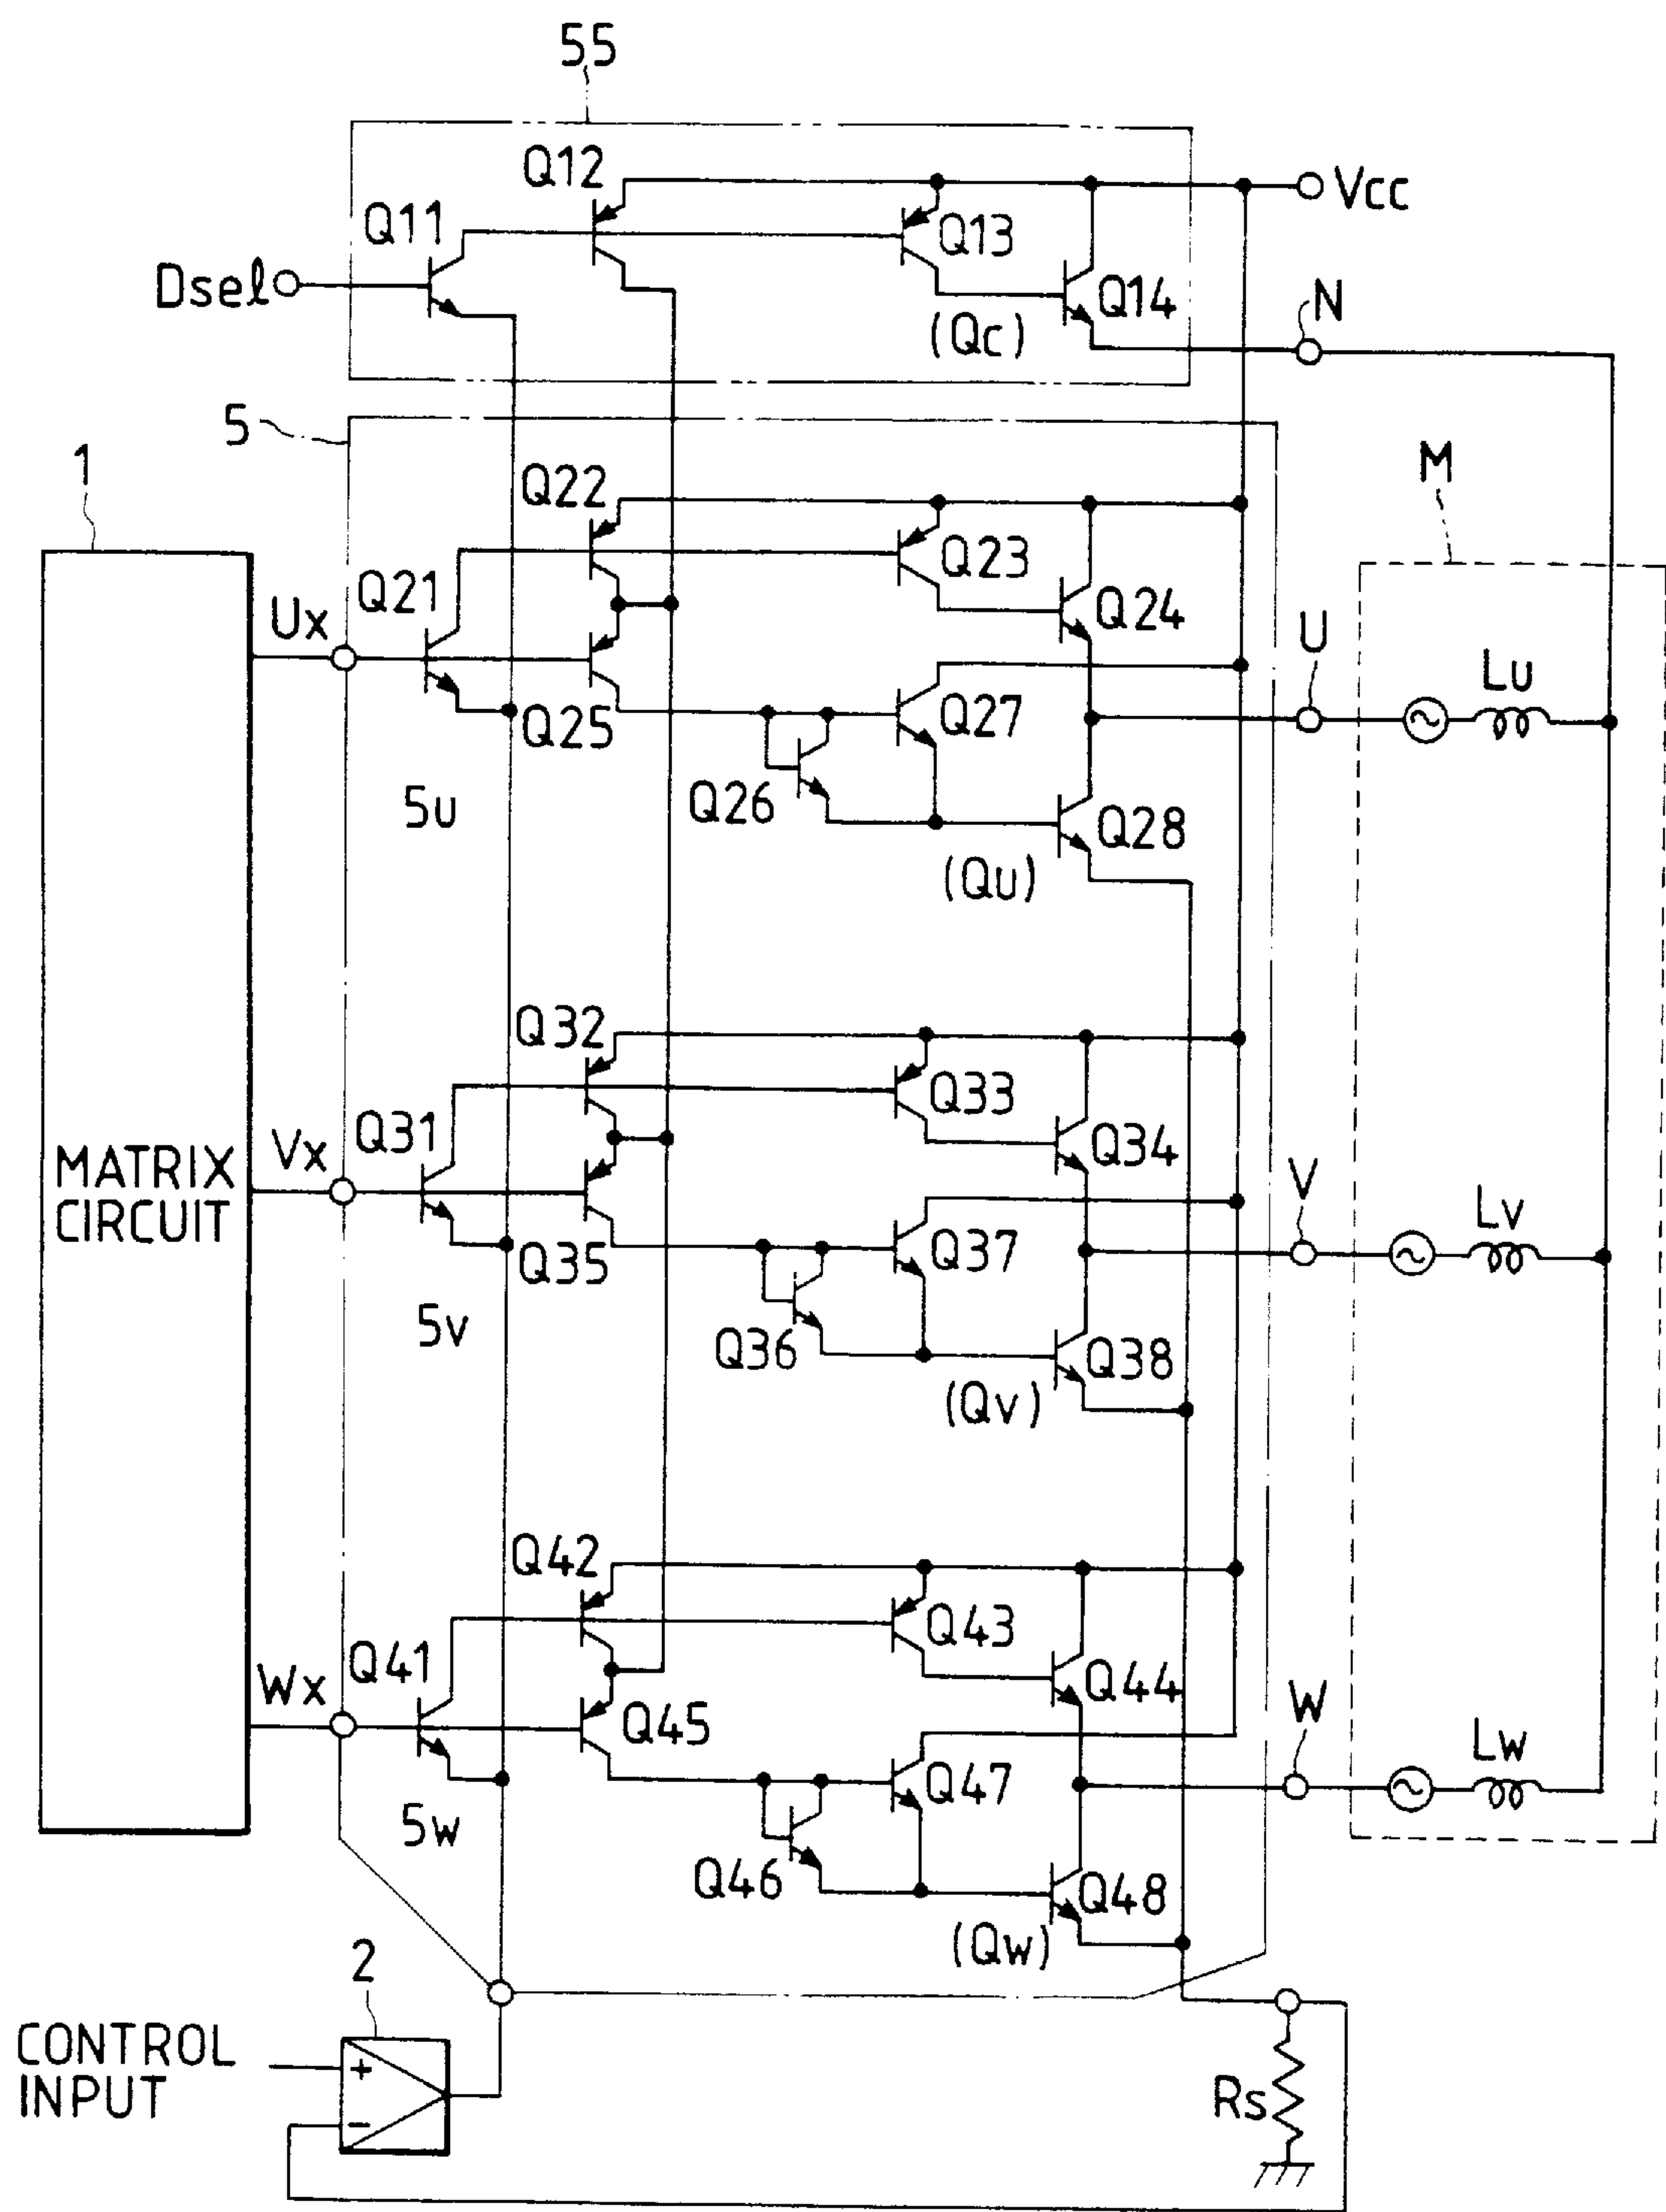 55
Q12
Vcc
Q11
Q13
Dsel
Q14
N
(Qc)
5
1
M
Q22
Q23
Q21
Q24
Ux
U
Lu
Q25
Q27
5u
Q26
Q28
(Qu)
Q32
Q33
Q31
Q34
Vx
V
MATRIX
CIRCUIT
Lv
Q35
Q37
5v
Q36
Q38
(Qv)
Q42
Q43
Q41
Q44
Wx
W
Q45
Lw
Q47
5w
Q46
Q48
(Qw)
2
CONTROL
INPUT
+
−
Rs